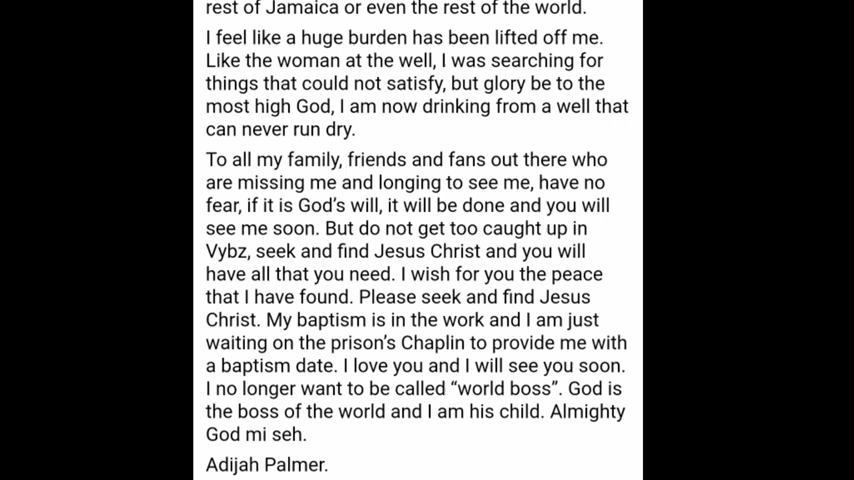 rest of Jamaica or even the rest of the world.
I feel like a huge burden has been lifted off me.
Like the woman at the well, I was searching for
things that could not satisfy, but glory be to the
most high God, I am now drinking from a well that
can never run dry.
To all my family, friends and fans out there who
are missing me and longing to see me, have no
fear, if it is God’s will, it will be done and you will
see me soon. But do not get too caught up in
Vybz, seek and find Jesus Christ and you will
have all that you need. I wish for you the peace
that I have found. Please seek and find Jesus
Christ. My baptism is in the work and I am just
waiting on the prison’s Chaplin to provide me with
a baptism date. I love you and I will see you soon.
I no longer want to be called “world boss”. God is
the boss of the world and I am his child. Almighty
God mi seh.
Adijah Palmer.